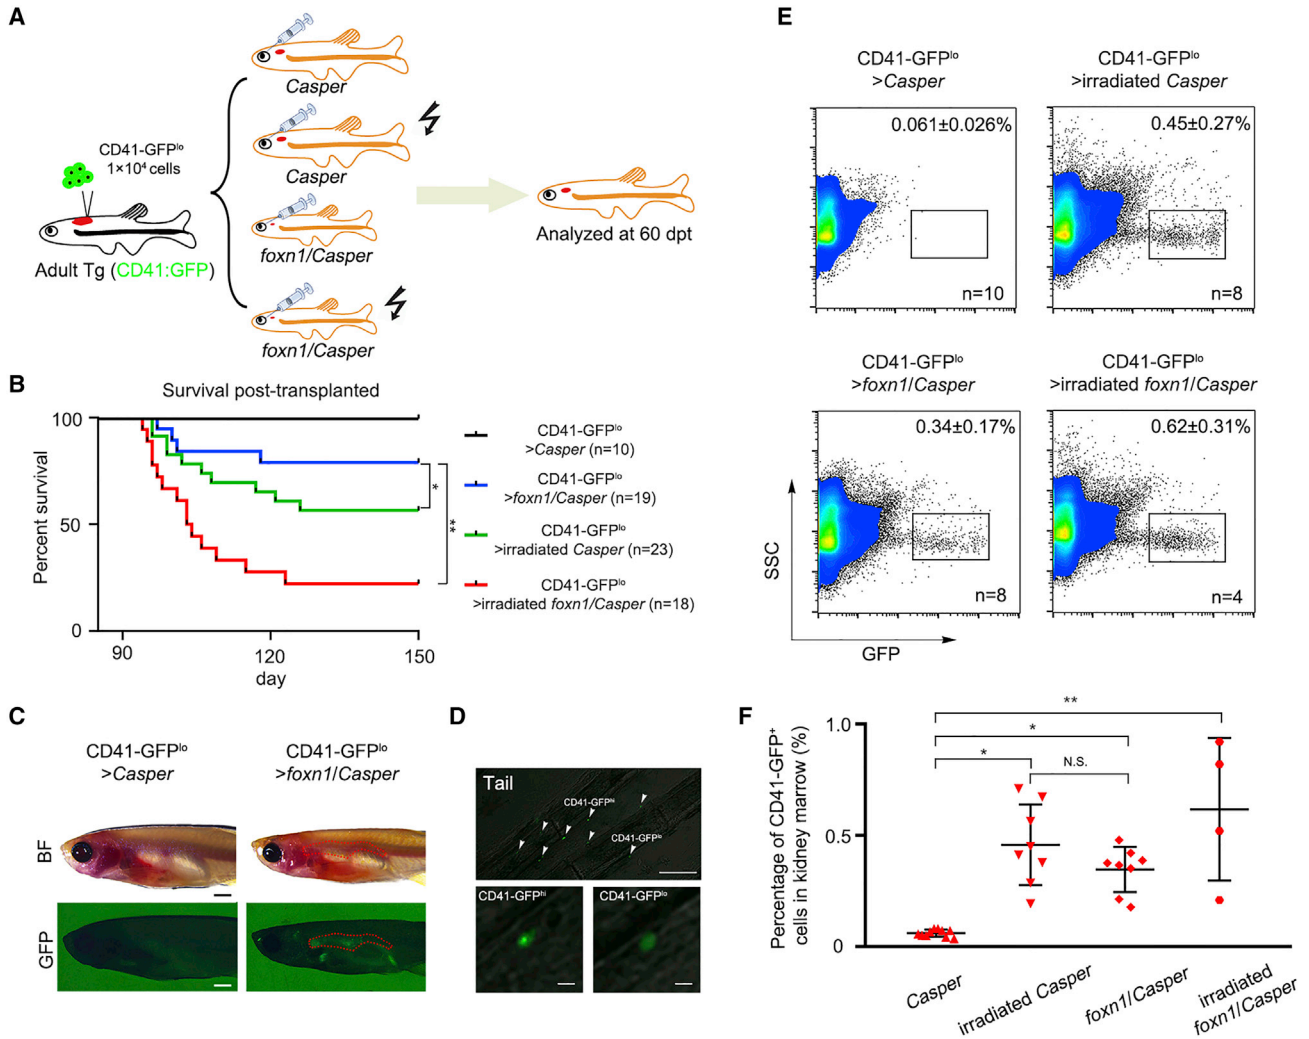 A
CD41-GFPlo
1×10⁴ cells
Adult Tg (CD41:GFP)
Casper
Casper
foxn1/Casper
foxn1/Casper
Analyzed at 60 dpt
B
Survival post-transplanted
Percent survival
100
50
0
90
120
150
day
*
**
CD41-GFPlo
>Casper (n=10)
CD41-GFPlo
>foxn1/Casper (n=19)
CD41-GFPlo
>irradiated Casper (n=23)
CD41-GFPlo
>irradiated foxn1/Casper (n=18)
C
CD41-GFPlo
>Casper
CD41-GFPlo
>foxn1/Casper
BF
GFP
D
Tail
CD41-GFPhi
CD41-GFPlo
CD41-GFPhi
CD41-GFPlo
E
CD41-GFPlo
>Casper
0.061±0.026%
n=10
CD41-GFPlo
>irradiated Casper
0.45±0.27%
n=8
CD41-GFPlo
>foxn1/Casper
0.34±0.17%
n=8
CD41-GFPlo
>irradiated foxn1/Casper
0.62±0.31%
n=4
SSC
GFP
F
Percentage of CD41-GFP+
cells in kidney marrow (%)
1.0
0.5
0
**
*
*
N.S.
Casper
irradiated Casper
foxn1/Casper
irradiated
foxn1/Casper